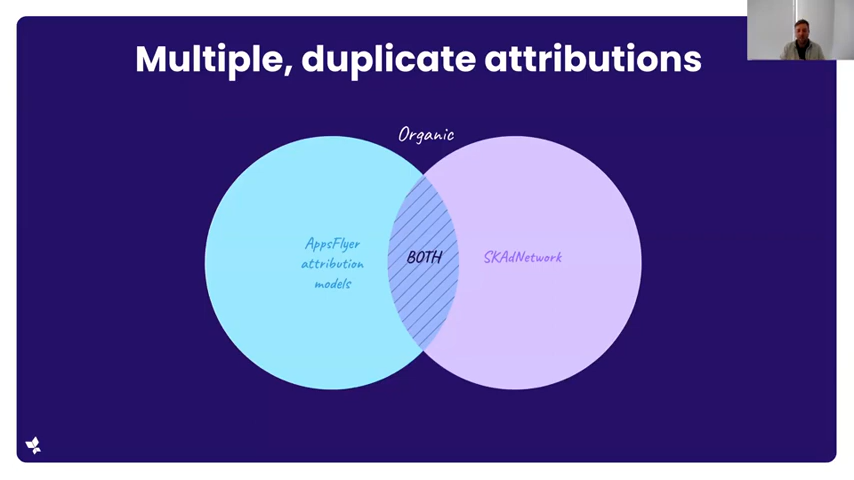 Multiple, duplicate attributions
Organic
AppsFlyer
attribution
models
BOTH
SKAdNetwork